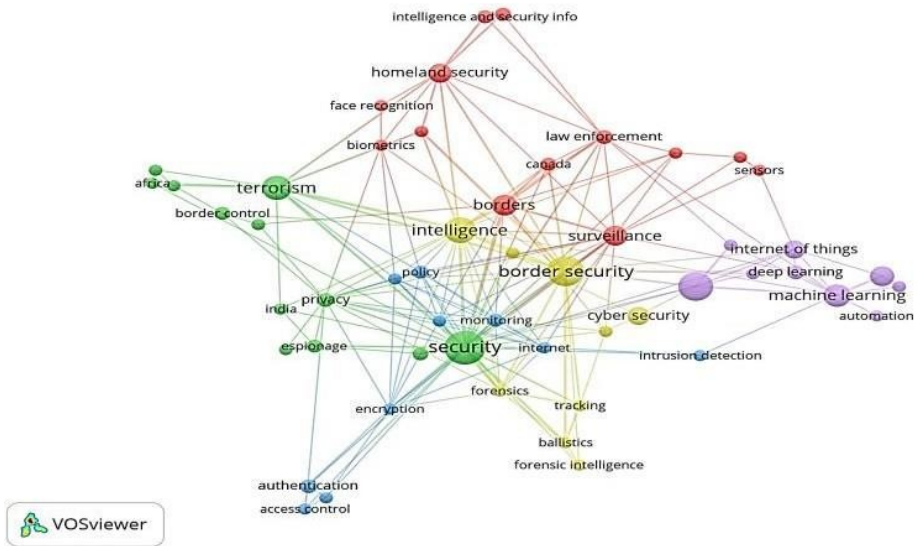 intelligence and security info
homeland security
face recognition
law enforcement
biometrics
canada
sensors
africa
terrorism
borders
border control
intelligence
surveillance
internet of things
policy
border security
deep learning
privacy
machine learning
india
monitoring
cyber security
automation
espionage
security
internet
intrusion detection
forensics
encryption
tracking
ballistics
forensic intelligence
authentication
access control
VOSviewer